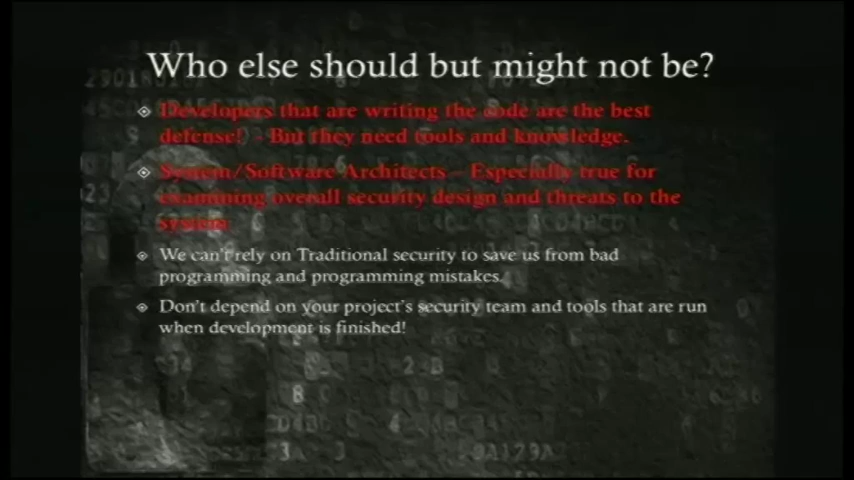 Who else should but might not be?
Developers that are writing the code are the best
defense! - But they need tools and knowledge.
System/Software Architects - Especially true for
examining overall security design and threats to the
system
We can't rely on Traditional security to save us from bad
programming and programming mistakes.
Don't depend on your project's security team and tools that are run
when development is finished!